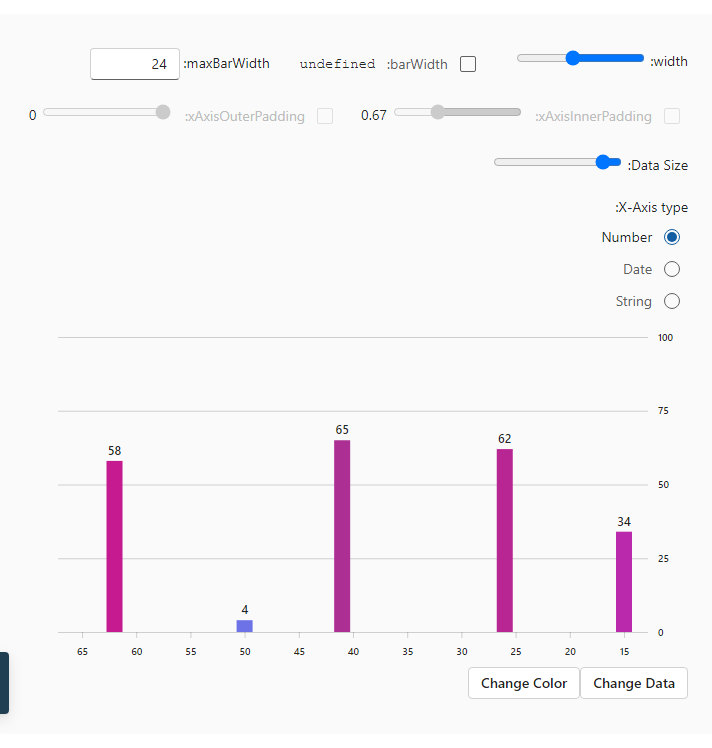 width:
barWidth: undefined
maxBarWidth: 24
xAxisInnerPadding: 0.67
xAxisOuterPadding: 0
Data Size:
X-Axis type:
Number
Date
String
100
75
50
25
0
58
4
65
62
34
65 60 55 50 45 40 35 30 25 20 15
Change Color Change Data